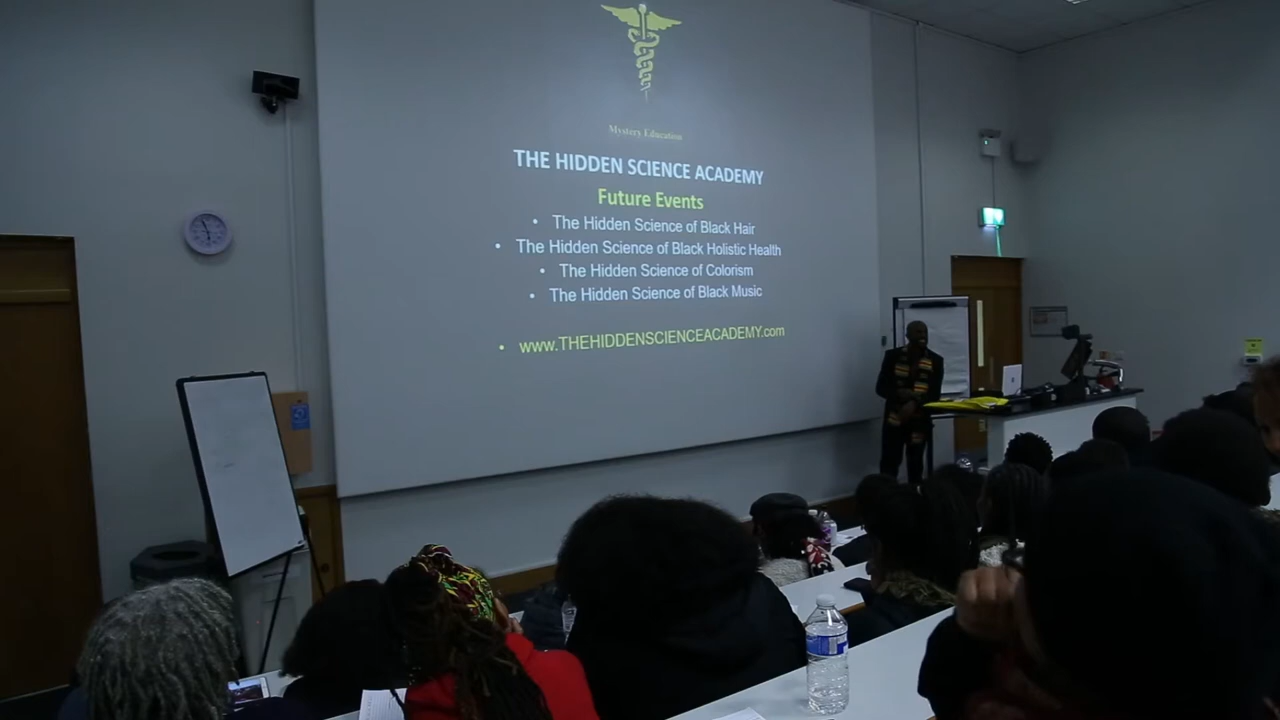 Mystery Education
THE HIDDEN SCIENCE ACADEMY
Future Events
• The Hidden Science of Black Hair
• The Hidden Science of Black Holistic Health
• The Hidden Science of Colorism
• The Hidden Science of Black Music
• www.THEHIDDENSCIENCEACADEMY.com